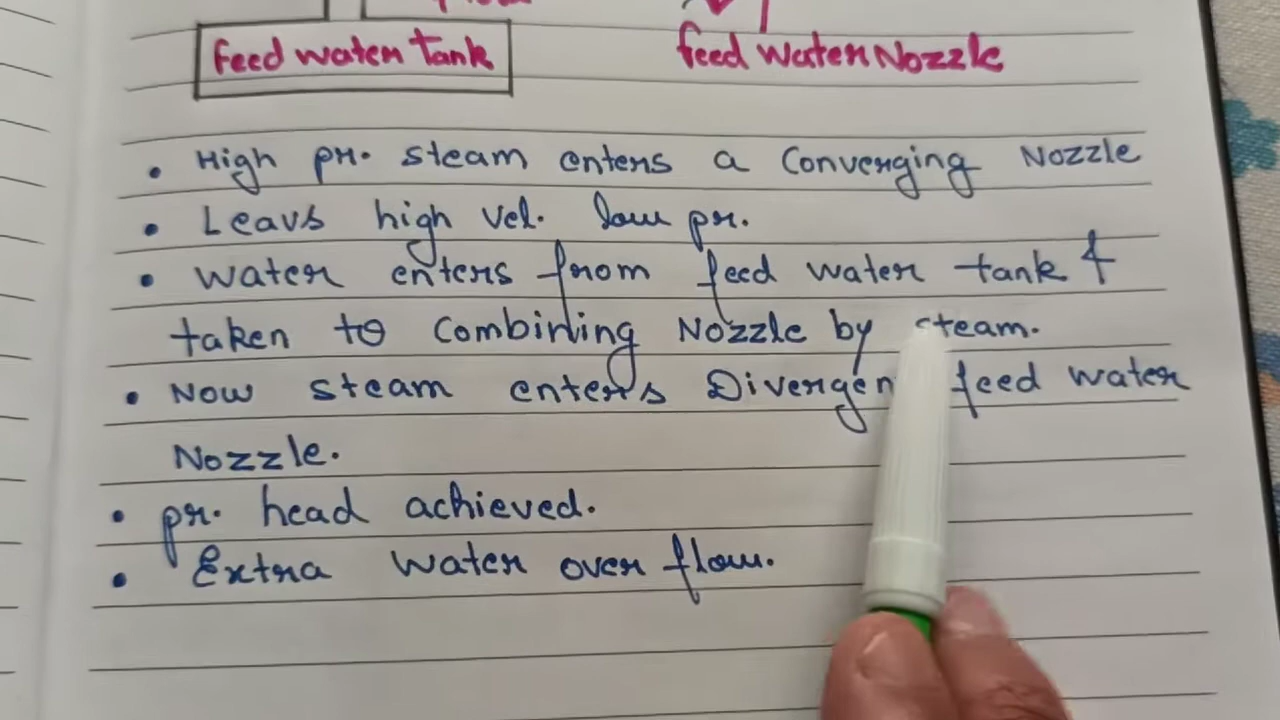 feed water tank
feed water Nozzle
• High pr. steam enters a Converging Nozzle
• Leavs high vel. low pr.
• Water enters from feed water tank &
taken to Combining Nozzle by steam.
• Now steam enters Divergen feed water
Nozzle.
• pr. head achieved.
• Extra water over flow.